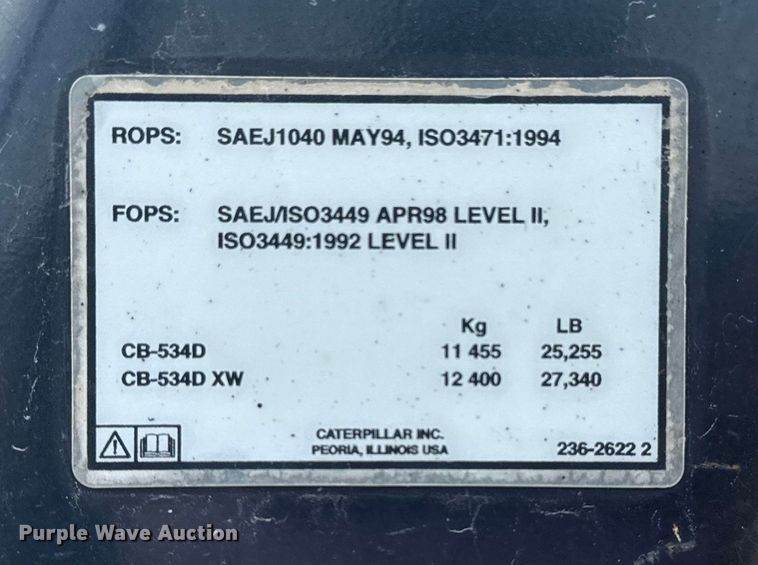 ROPS: SAEJ1040 MAY94, ISO3471:1994
FOPS: SAEJ/ISO3449 APR98 LEVEL II,
ISO3449:1992 LEVEL II
Kg LB
CB-534D 11 455 25,255
CB-534D XW 12 400 27,340
CATERPILLAR INC.
PEORIA, ILLINOIS USA
236-2622 2
Purple Wave Auction